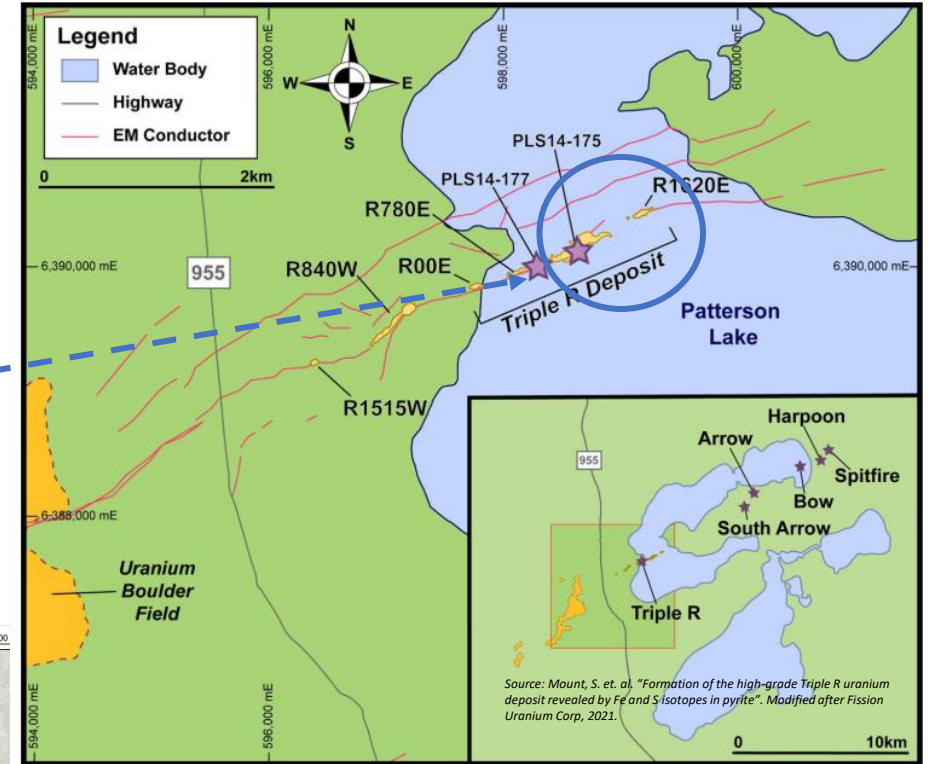 Legend
Water Body
Highway
EM Conductor
0 2km
594,000 mE
596,000 mE
598,000 mE
600,000 mE
N
W E
S
PLS14-175
PLS14-177
R1620E
R780E
6,390,000 mE
955
R840W
R00E
6,390,000 mE
Triple R Deposit
Patterson
Lake
R1515W
6,388,000 mE
Uranium
Boulder
Field
594,000 mE
596,000 mE
Harpoon
Arrow
955
Spitfire
Bow
South Arrow
Triple R
Source: Mount, S. et. al. "Formation of the high-grade Triple R uranium
deposit revealed by Fe and S isotopes in pyrite". Modified after Fission
Uranium Corp, 2021.
0 10km